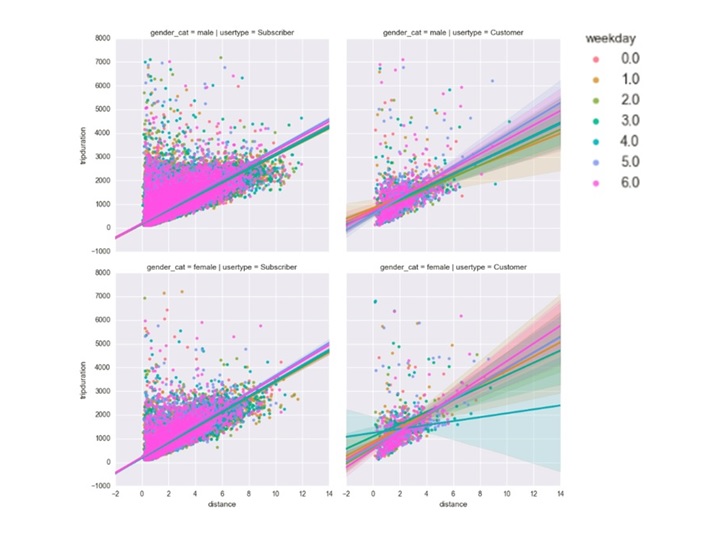 gender_cat = male | usertype = Subscriber
gender_cat = male | usertype = Customer
weekday
0.0
1.0
2.0
3.0
4.0
5.0
6.0
8000
7000
6000
5000
4000
3000
2000
1000
0
−1000
tripduration
gender_cat = female | usertype = Subscriber
gender_cat = female | usertype = Customer
8000
7000
6000
5000
4000
3000
2000
1000
0
−1000
tripduration
−2 0 2 4 6 8 10 12 14
−2 0 2 4 6 8 10 12 14
distance
distance